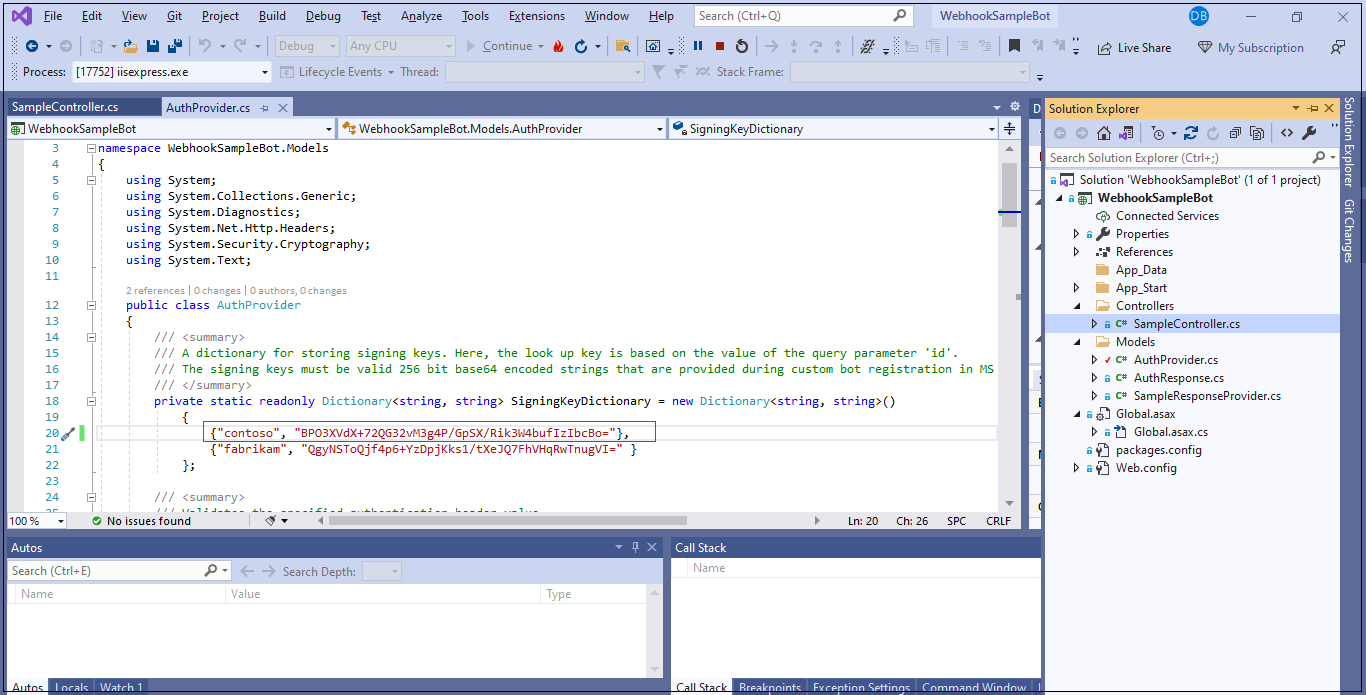 File Edit View Git Project Build Debug Test Analyze Tools Extensions Window Help Search (Ctrl+Q) WebhookSampleBot DB
Debug Any CPU Continue Live Share My Subscription
Process: [17752] iisexpress.exe Lifecycle Events Thread: Stack Frame:
SampleController.cs AuthProvider.cs
WebhookSampleBot WebhookSampleBot.Models.AuthProvider SigningKeyDictionary
3 namespace WebhookSampleBot.Models
4 {
5 using System;
6 using System.Collections.Generic;
7 using System.Diagnostics;
8 using System.Net.Http.Headers;
9 using System.Security.Cryptography;
10 using System.Text;
11
2 references | 0 changes | 0 authors, 0 changes
12 public class AuthProvider
13 {
14 /// <summary>
15 /// A dictionary for storing signing keys. Here, the look up key is based on the value of the query parameter 'id'.
16 /// The signing keys must be valid 256 bit base64 encoded strings that are provided during custom bot registration in MS
17 /// </summary>
18 private static readonly Dictionary<string, string> SigningKeyDictionary = new Dictionary<string, string>()
19 {
20 {"contoso", "BPO3XVdX+72QG32vM3g4P/GpSX/Rik3W4bufIzIbcBo="},
21 {"fabrikam", "QgyNSToQjf4p6+YzDpjKks1/tXeJQ7FhVHqRwTnugVI=" }
22 };
23
24 /// <summary>
25 /// Validates the specified authentication header value.
100 % No issues found Ln: 20 Ch: 26 SPC CRLF
Autos
Search (Ctrl+E) Search Depth:
Name Value Type
Autos Locals Watch 1
Call Stack
Name
Call Stack Breakpoints Exception Settings Command Window
Solution Explorer
Search Solution Explorer (Ctrl+;)
Solution 'WebhookSampleBot' (1 of 1 project)
WebhookSampleBot
Connected Services
Properties
References
App_Data
App_Start
Controllers
C# SampleController.cs
Models
C# AuthProvider.cs
C# AuthResponse.cs
C# SampleResponseProvider.cs
Global.asax
Global.asax.cs
packages.config
Web.config
Solution Explorer
Git Changes